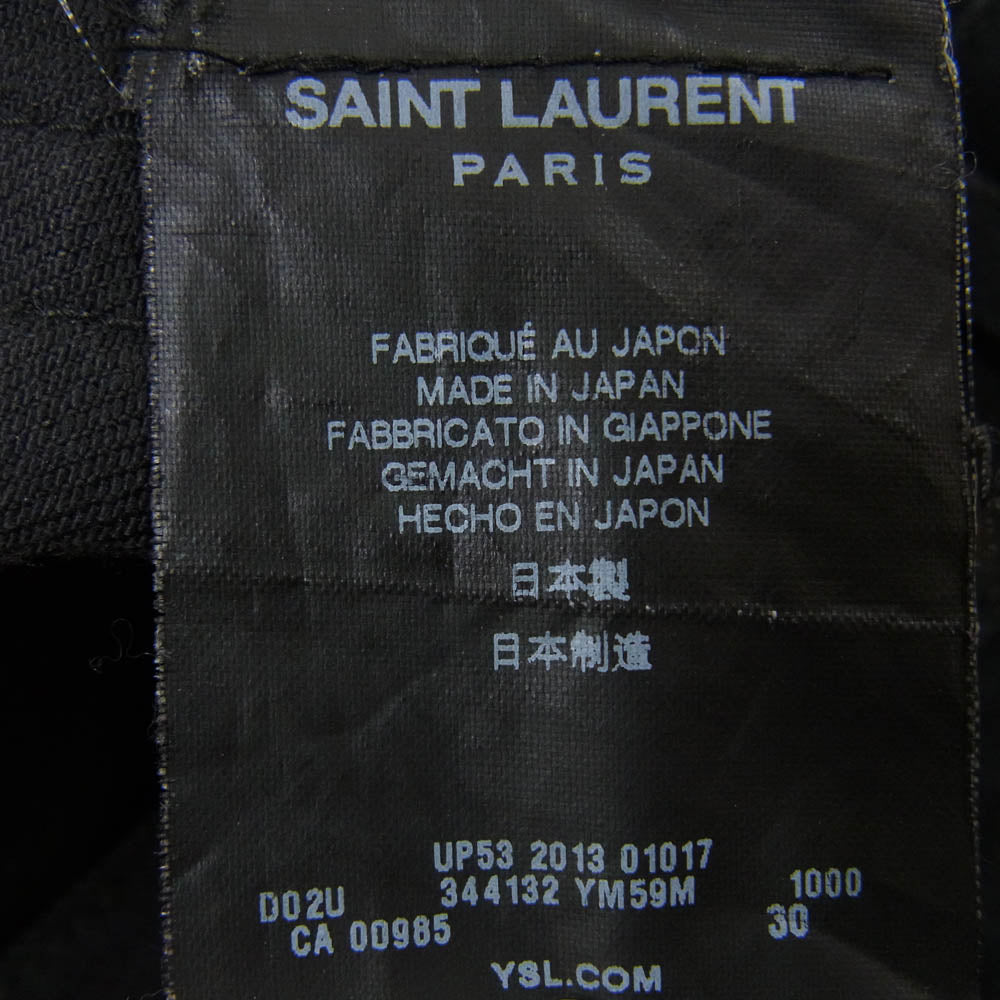 SAINT LAURENT
PARIS
FABRIQUÉ AU JAPON
MADE IN JAPAN
FABBRICATO IN GIAPPONE
GEMACHT IN JAPAN
HECHO EN JAPON
日本製
日本制造
UP53 2013 01017
D02U 344132 YM59M 1000
CA 00985 30
YSL.COM